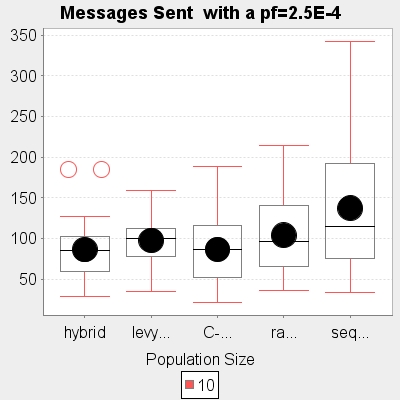 Messages Sent with a pf=2.5E-4
350
300
250
200
150
100
50
hybrid levy... C-... ra... seq...
Population Size
10